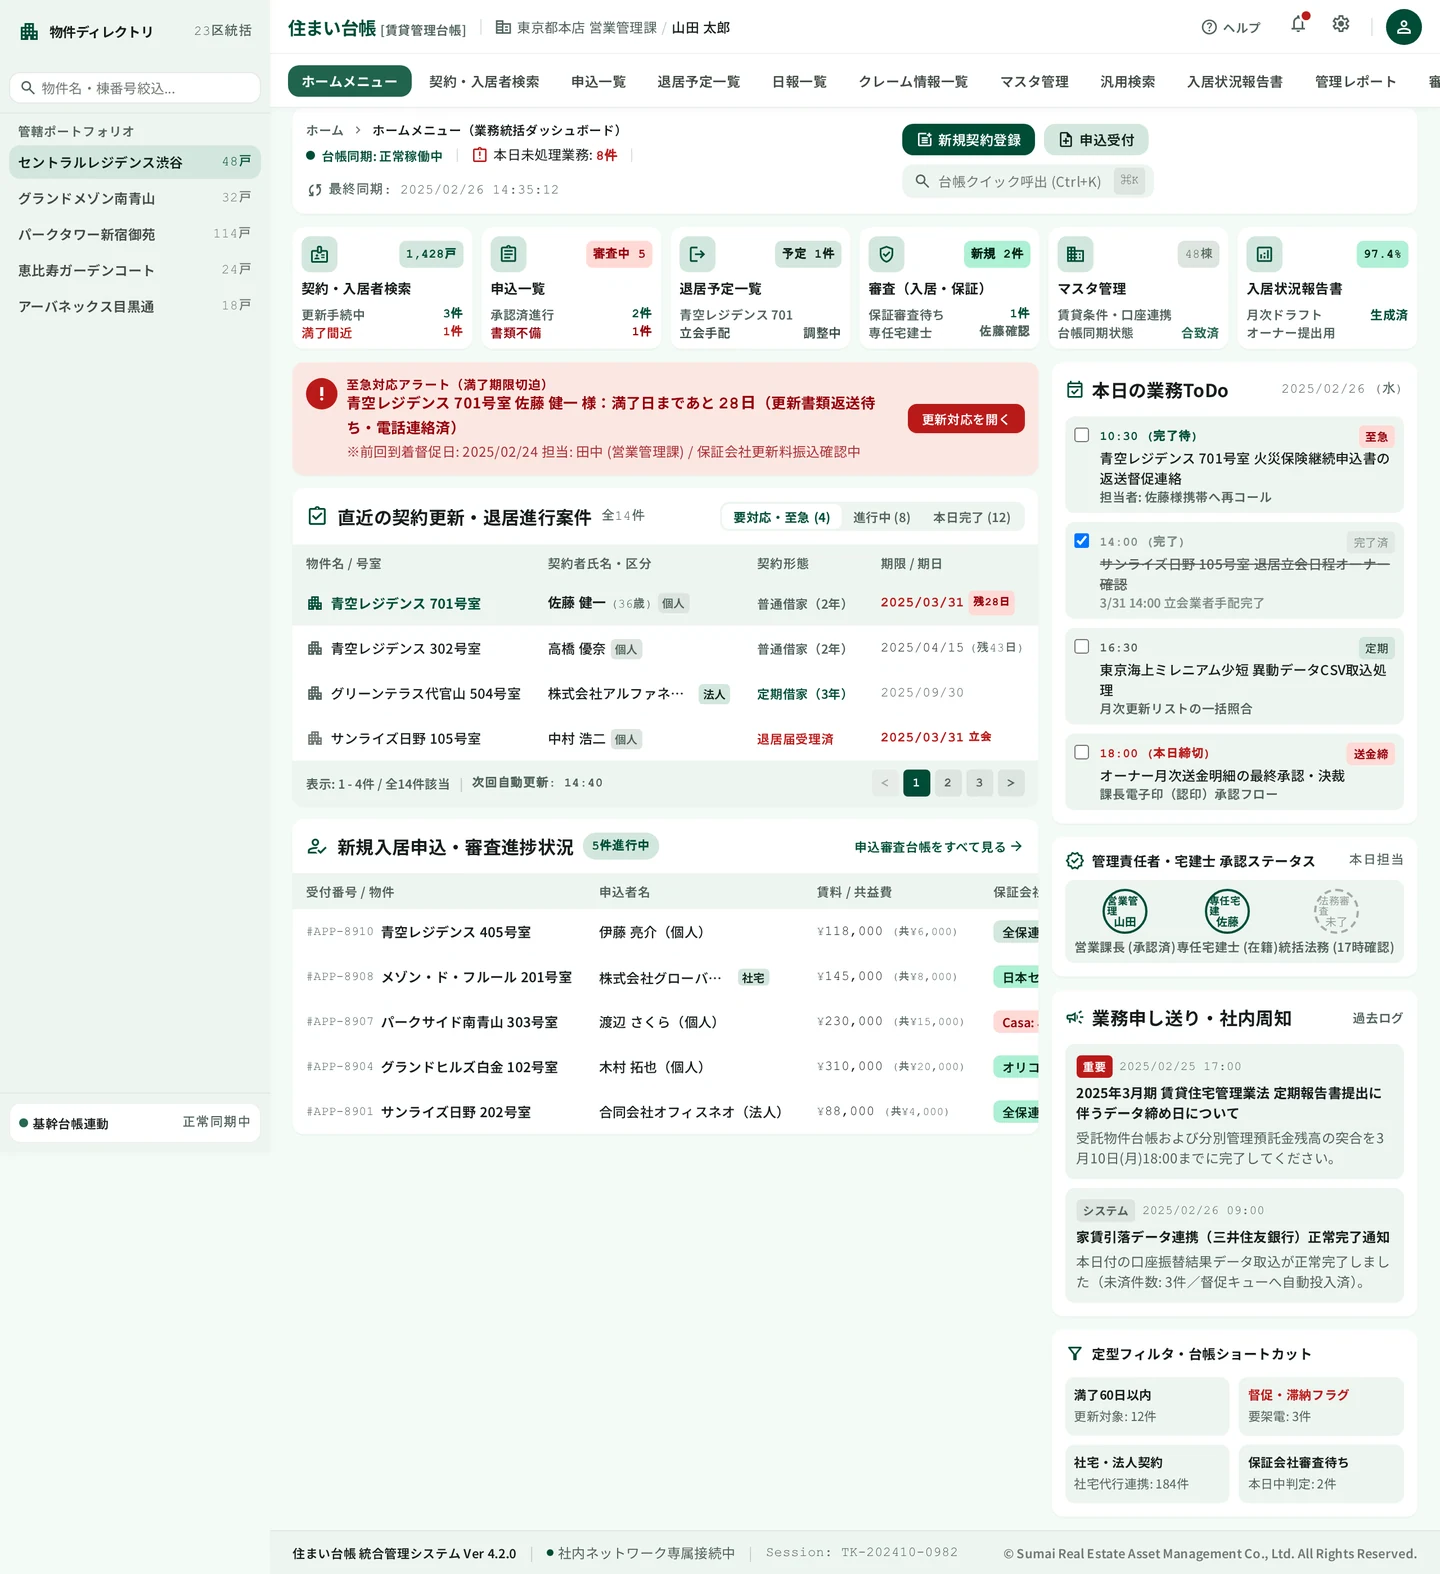 物件ディレクトリ 23区統括
物件名・棟番号絞込...
管轄ポートフォリオ
セントラルレジデンス渋谷 48戸
グランドメゾン南青山 32戸
パークタワー新宿御苑 114戸
恵比寿ガーデンコート 24戸
アーバネックス目黒通 18戸
基幹台帳連動 正常同期中
住まい台帳 [賃貸管理台帳] 東京都本店 営業管理課 / 山田 太郎 ヘルプ
ホームメニュー 契約・入居者検索 申込一覧 退居予定一覧 日報一覧 クレーム情報一覧 マスタ管理 汎用検索 入居状況報告書 管理レポート
ホーム > ホームメニュー（業務統括ダッシュボード）
台帳同期: 正常稼働中 本日未処理業務: 8件
最終同期: 2025/02/26 14:35:12
新規契約登録 申込受付
台帳クイック呼出 (Ctrl+K) ⌘K
1,428戸
契約・入居者検索
更新手続中 3件
満了間近 1件
審査中 5
申込一覧
承認済進行 2件
書類不備 1件
予定 1件
退居予定一覧
青空レジデンス 701
立会手配 調整中
新規 2件
審査（入居・保証）
保証審査待ち 1件
専任宅建士 佐藤確認
48棟
マスタ管理
賃貸条件・口座連携
台帳同期状態 合致済
97.4%
入居状況報告書
月次ドラフト 生成済
オーナー提出用
至急対応アラート（満了期限切迫）
青空レジデンス 701号室 佐藤 健一 様：満了日まであと 28日（更新書類返送待
ち・電話連絡済）
※前回到着督促日: 2025/02/24 担当: 田中 (営業管理課) / 保証会社更新料振込確認中
更新対応を開く
直近の契約更新・退居進行案件 全14件 要対応・至急 (4) 進行中 (8) 本日完了 (12)
物件名 / 号室 契約者氏名・区分 契約形態 期限 / 期日
青空レジデンス 701号室 佐藤 健一 (36歳) 個人 普通借家（2年） 2025/03/31 残28日
青空レジデンス 302号室 高橋 優奈 個人 普通借家（2年） 2025/04/15 (残43日)
グリーンテラス代官山 504号室 株式会社アルファネ… 法人 定期借家（3年） 2025/09/30
サンライズ日野 105号室 中村 浩二 個人 退居届受理済 2025/03/31 立会
表示: 1 - 4件 / 全14件該当 次回自動更新: 14:40 < 1 2 3 >
新規入居申込・審査進捗状況 5件進行中 申込審査台帳をすべて見る →
受付番号 / 物件 申込者名 賃料 / 共益費 保証会社
#APP-8910 青空レジデンス 405号室 伊藤 亮介（個人） ¥118,000 (共¥6,000) 全保連
#APP-8908 メゾン・ド・フルール 201号室 株式会社グローバ… 社宅 ¥145,000 (共¥8,000) 日本セ
#APP-8907 パークサイド南青山 303号室 渡辺 さくら（個人） ¥230,000 (共¥15,000) Casa:
#APP-8904 グランドヒルズ白金 102号室 木村 拓也（個人） ¥310,000 (共¥20,000) オリコ
#APP-8901 サンライズ日野 202号室 合同会社オフィスネオ（法人） ¥88,000 (共¥4,000) 全保連
本日の業務ToDo 2025/02/26 (水)
10:30 (完了待) 至急
青空レジデンス 701号室 火災保険継続申込書の
返送督促連絡
担当者: 佐藤様携帯へ再コール
14:00 (完了) 完了済
サンライズ日野 105号室 退居立会日程オーナー
確認
3/31 14:00 立会業者手配完了
16:30 定期
東京海上ミレニアム少短 異動データCSV取込処
理
月次更新リストの一括照合
18:00 (本日締切) 送金締
オーナー月次送金明細の最終承認・決裁
課長電子印（認印）承認フロー
管理責任者・宅建士 承認ステータス 本日担当
営業管
理
山田
専任宅
建
佐藤
法務審
査
未了
営業課長 (承認済) 専任宅建士 (在籍) 統括法務 (17時確認)
業務申し送り・社内周知 過去ログ
重要 2025/02/25 17:00
2025年3月期 賃貸住宅管理業法 定期報告書提出に
伴うデータ締め日について
受託物件台帳および分別管理預託金残高の突合を3
月10日(月)18:00までに完了してください。
システム 2025/02/26 09:00
家賃引落データ連携（三井住友銀行）正常完了通知
本日付の口座振替結果データ取込が正常完了しまし
た（未済件数: 3件／督促キューへ自動投入済）。
定型フィルタ・台帳ショートカット
満了60日以内
更新対象: 12件
督促・滞納フラグ
要架電: 3件
社宅・法人契約
社宅代行連携: 184件
保証会社審査待ち
本日中判定: 2件
住まい台帳 統合管理システム Ver 4.2.0 社内ネットワーク専属接続中 Session: TK-202410-0982 © Sumai Real Estate Asset Management Co., Ltd. All Rights Reserved.